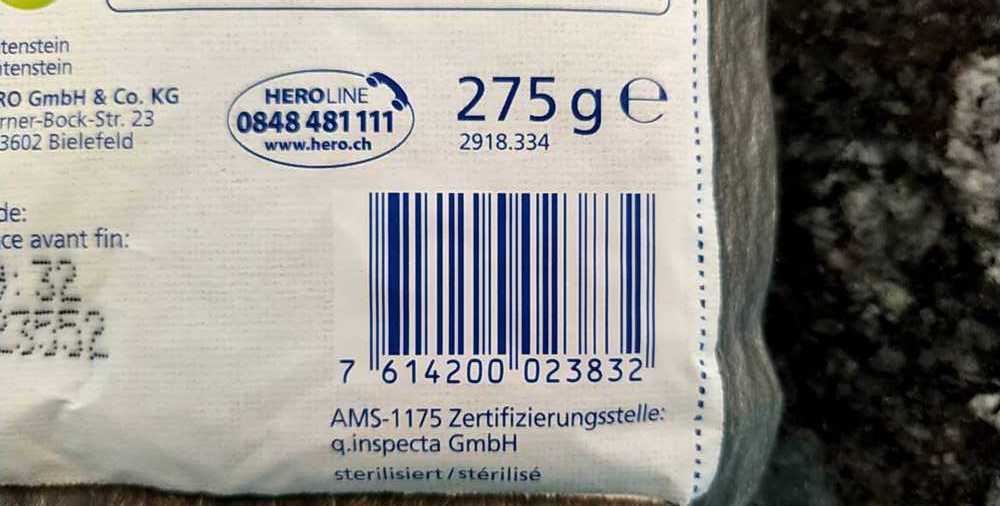 tenstein
tenstein
RO GmbH & Co. KG
rner-Bock-Str. 23
3602 Bielefeld
HEROLINE
0848 481 111
www.hero.ch
275 g ℮
2918.334
de:
ce avant fin:
: 32
7 614200 023832
AMS-1175 Zertifizierungsstelle:
q.inspecta GmbH
sterilisiert / stérilisé